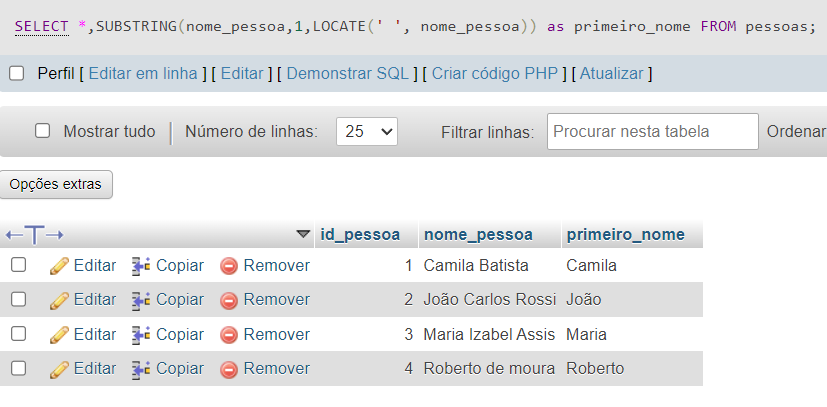 SELECT *,SUBSTRING(nome_pessoa,1,LOCATE(' ', nome_pessoa)) as primeiro_nome FROM pessoas;
Perfil [ Editar em linha ] [ Editar ] [ Demonstrar SQL ] [ Criar código PHP ] [ Atualizar ]
Mostrar tudo | Número de linhas: 25 Filtrar linhas: Procurar nesta tabela Ordenar
Opções extras
←T→ id_pessoa nome_pessoa primeiro_nome
Editar Copiar Remover 1 Camila Batista Camila
Editar Copiar Remover 2 João Carlos Rossi João
Editar Copiar Remover 3 Maria Izabel Assis Maria
Editar Copiar Remover 4 Roberto de moura Roberto